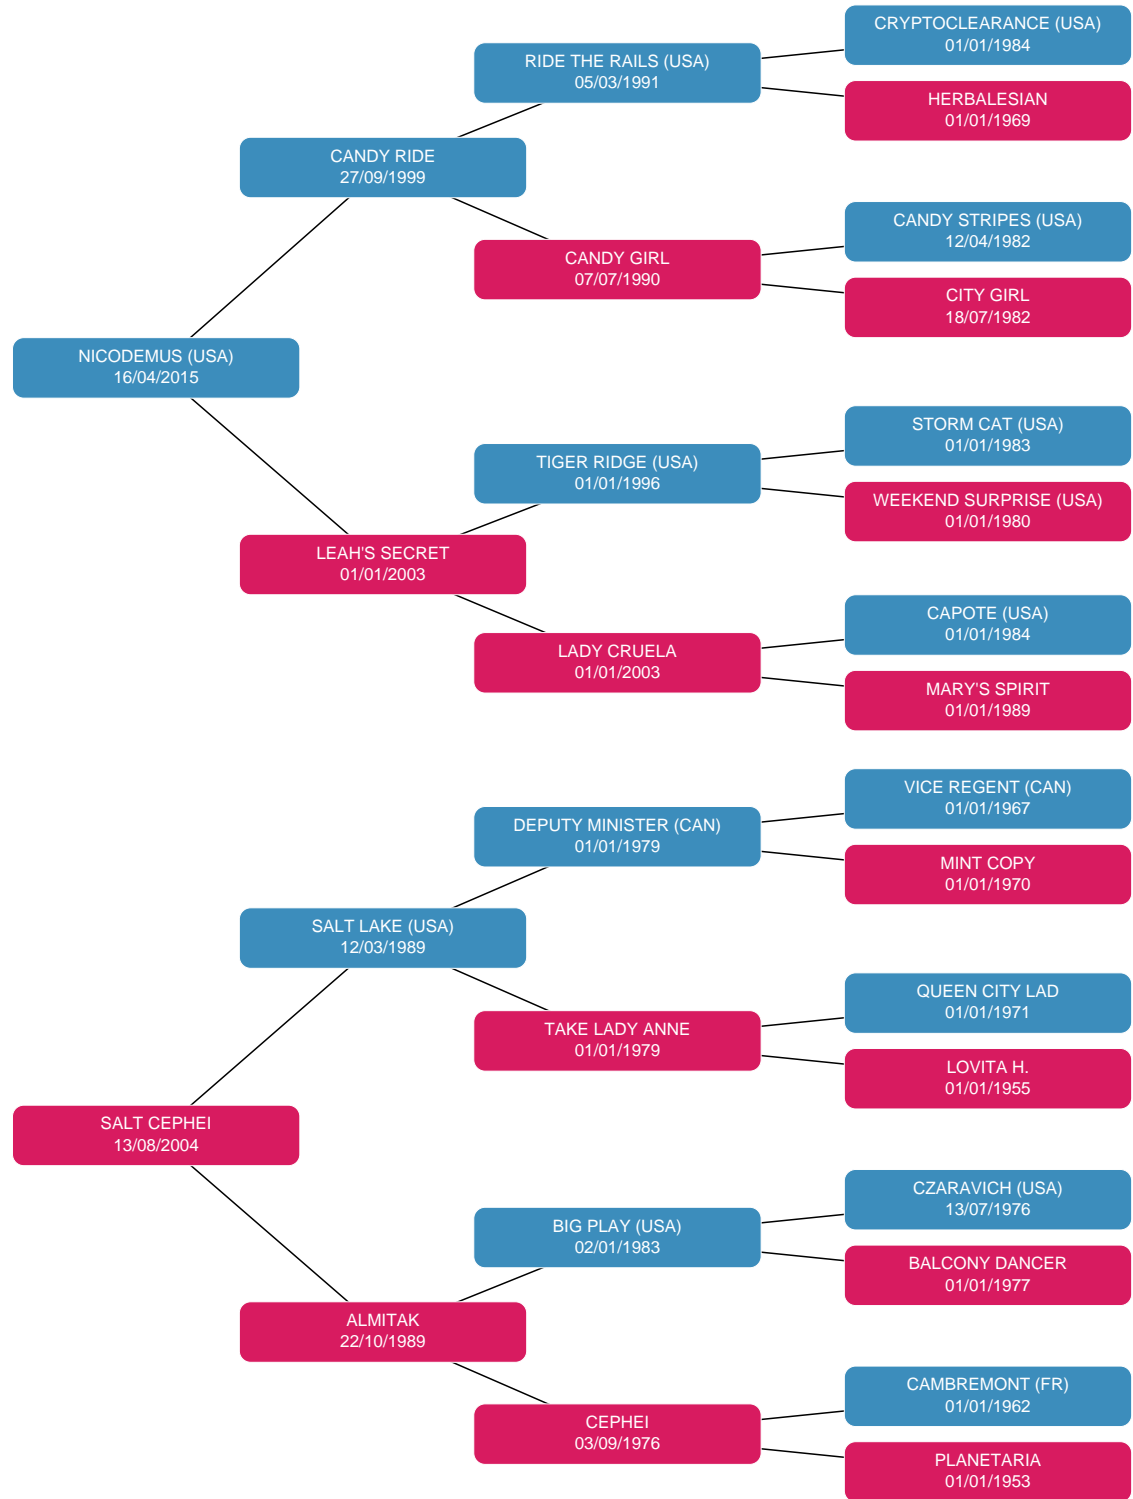 CRYPTOCLEARANCE (USA)
01/01/1984
RIDE THE RAILS (USA)
05/03/1991
HERBALESIAN
01/01/1969
CANDY RIDE
27/09/1999
CANDY STRIPES (USA)
12/04/1982
CANDY GIRL
07/07/1990
CITY GIRL
18/07/1982
NICODEMUS (USA)
16/04/2015
STORM CAT (USA)
01/01/1983
TIGER RIDGE (USA)
01/01/1996
WEEKEND SURPRISE (USA)
01/01/1980
LEAH'S SECRET
01/01/2003
CAPOTE (USA)
01/01/1984
LADY CRUELA
01/01/2003
MARY'S SPIRIT
01/01/1989
VICE REGENT (CAN)
01/01/1967
DEPUTY MINISTER (CAN)
01/01/1979
MINT COPY
01/01/1970
SALT LAKE (USA)
12/03/1989
QUEEN CITY LAD
01/01/1971
TAKE LADY ANNE
01/01/1979
LOVITA H.
01/01/1955
SALT CEPHEI
13/08/2004
CZARAVICH (USA)
13/07/1976
BIG PLAY (USA)
02/01/1983
BALCONY DANCER
01/01/1977
ALMITAK
22/10/1989
CAMBREMONT (FR)
01/01/1962
CEPHEI
03/09/1976
PLANETARIA
01/01/1953